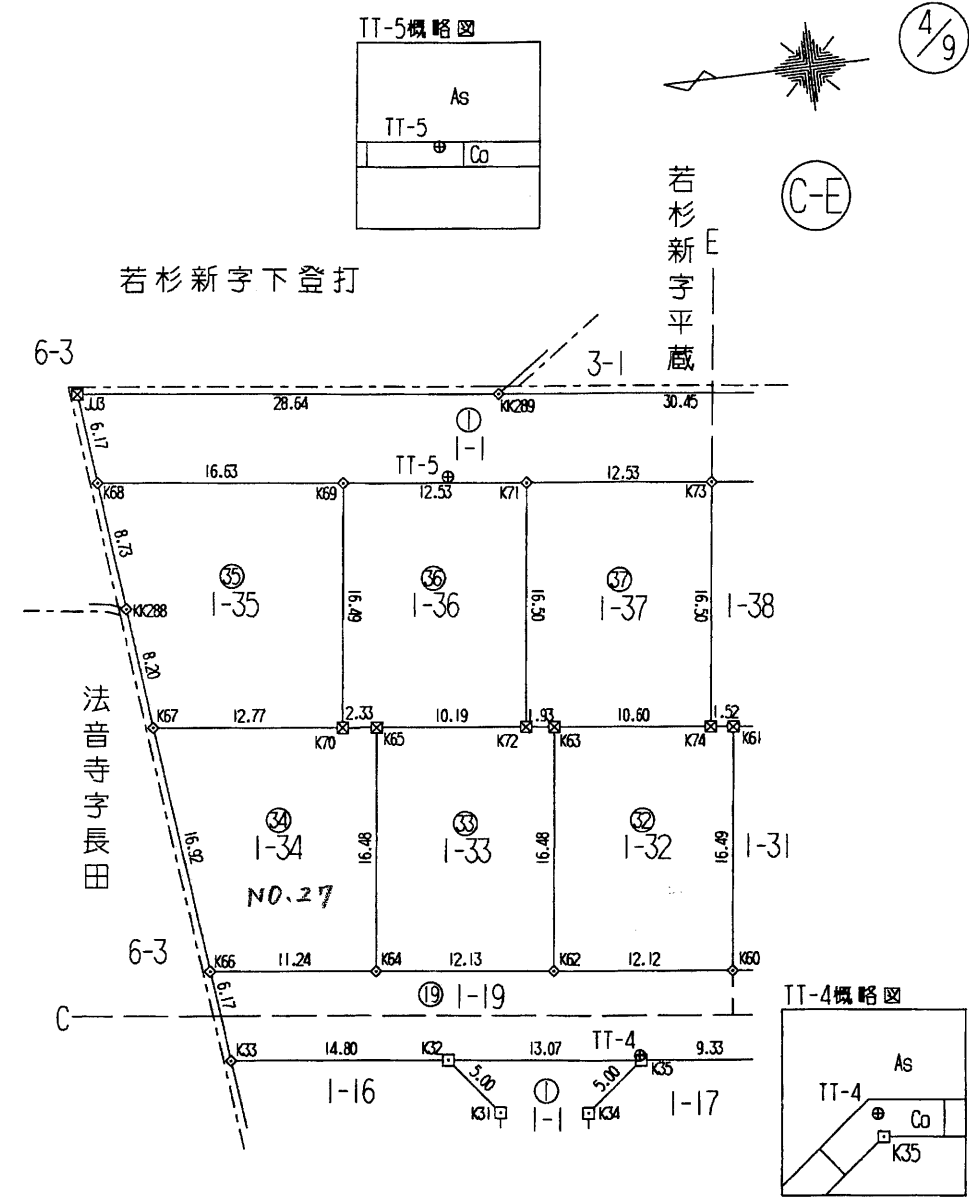 TT-5概略図
4/9
As
TT-5
Co
C-E
若杉新字平蔵
E
若杉新字下登打
6-3
3-1
JJ3
28.64
KK289
30.45
6.17
①
1-1
16.63
TT-5
12.53
12.53
K68
K69
K71
K73
8.73
㉟
㊱
㊲
1-35
1-36
1-37
1-38
16.49
16.50
16.50
KK288
8.20
法音寺字長田
K67
12.77
2.33
10.19
1.93
10.60
1.52
K70
K65
K72
K63
K74
K61
㉞
㉝
㉜
1-34
1-33
1-32
1-31
16.92
16.48
16.48
16.49
NO.27
6-3
K66
11.24
K64
12.13
K62
12.12
K60
6.17
⑲ 1-19
C
TT-4概略図
K33
14.80
K32
13.07
TT-4
9.33
K35
1-16
5.00
①
5.00
1-17
K31
1-1
K34
As
TT-4
Co
K35